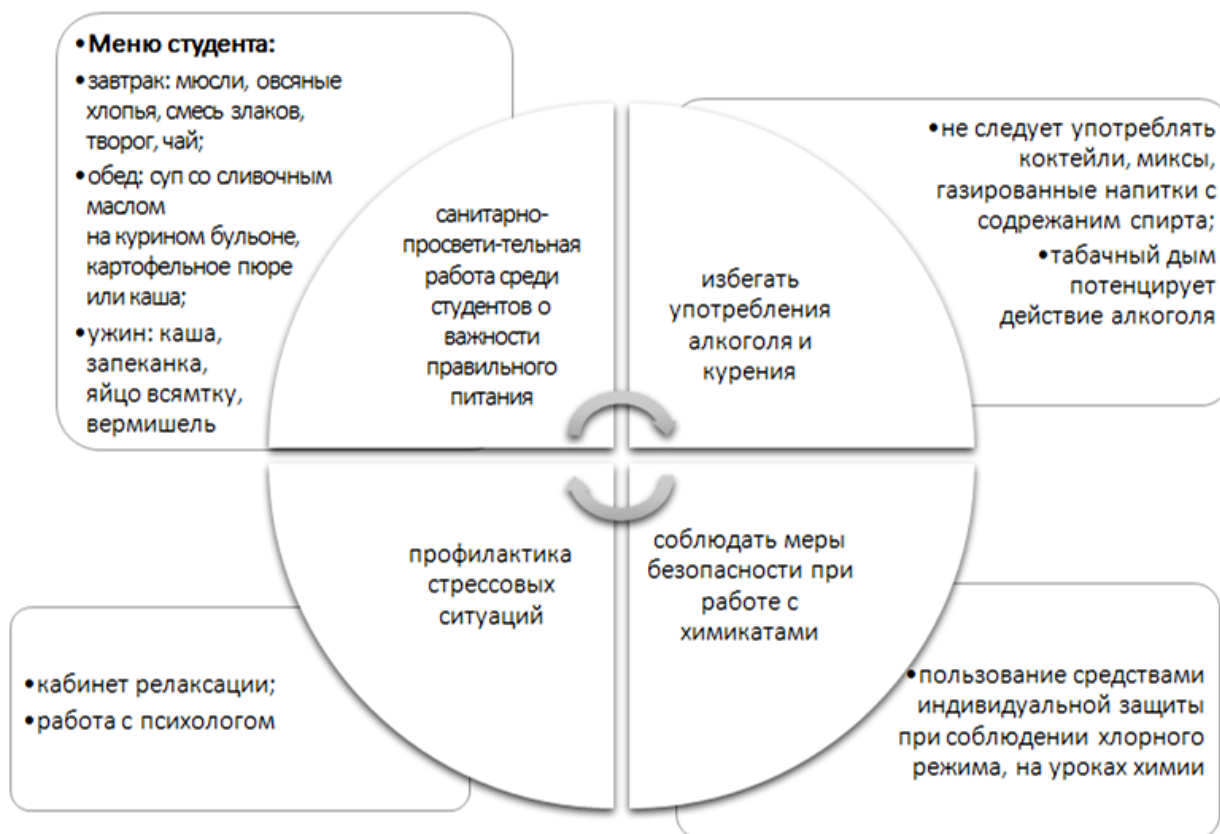 •Меню студента:
•завтрак: мюсли, овсяные
хлопья, смесь злаков,
творог, чай;
•обед: суп со сливочным
маслом
на курином бульоне,
картофельное пюре
или каша;
•ужин: каша,
запеканка,
яйцо всямтку,
вермишель
санитарно-
просвети-тельная
работа среди
студентов о
важности
правильного
питания
избегать
употребления
алкоголя и
курения
•не следует употреблять
коктейли, миксы,
газированные напитки с
содрежаним спирта;
•табачный дым
потенцирует
действие алкоголя
профилактика
стрессовых
ситуаций
•кабинет релаксации;
•работа с психологом
соблюдать меры
безопасности при
работе с
химикатами
•пользование средствами
индивидуальной защиты
при соблюдении хлорного
режима, на уроках химии